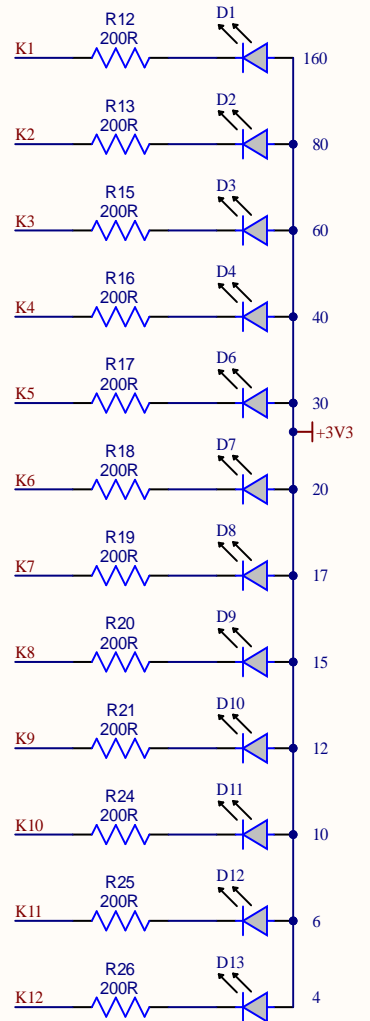 R12 D1
K1 200R 160
R13 D2
K2 200R 80
R15 D3
K3 200R 60
R16 D4
K4 200R 40
R17 D6
K5 200R 30
+3V3
R18 D7
K6 200R 20
R19 D8
K7 200R 17
R20 D9
K8 200R 15
R21 D10
K9 200R 12
R24 D11
K10 200R 10
R25 D12
K11 200R 6
R26 D13
K12 200R 4